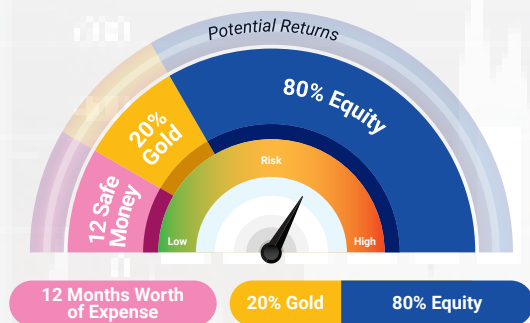 Potential Returns
80% Equity
20%
Gold
12 Safe
Money
Risk
Low
High
12 Months Worth
of Expense
20% Gold
80% Equity